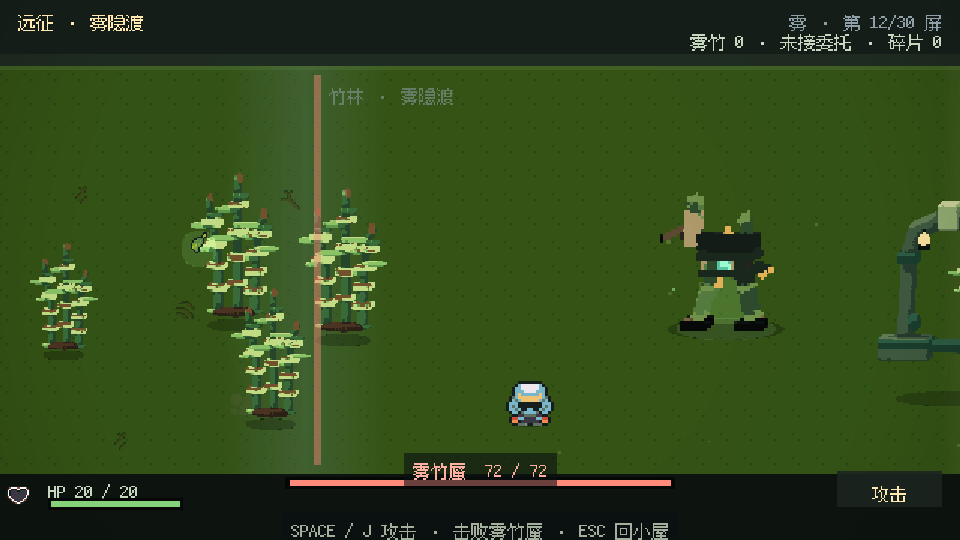 远征 · 雾隐渡
雾 · 第 12/30 屏
雾竹 0 · 未接委托 · 碎片 0
竹林 · 雾隐渡
雾竹蜃 72 / 72
HP 20 / 20
攻击
SPACE / J 攻击 · 击败雾竹蜃 · ESC 回小屋